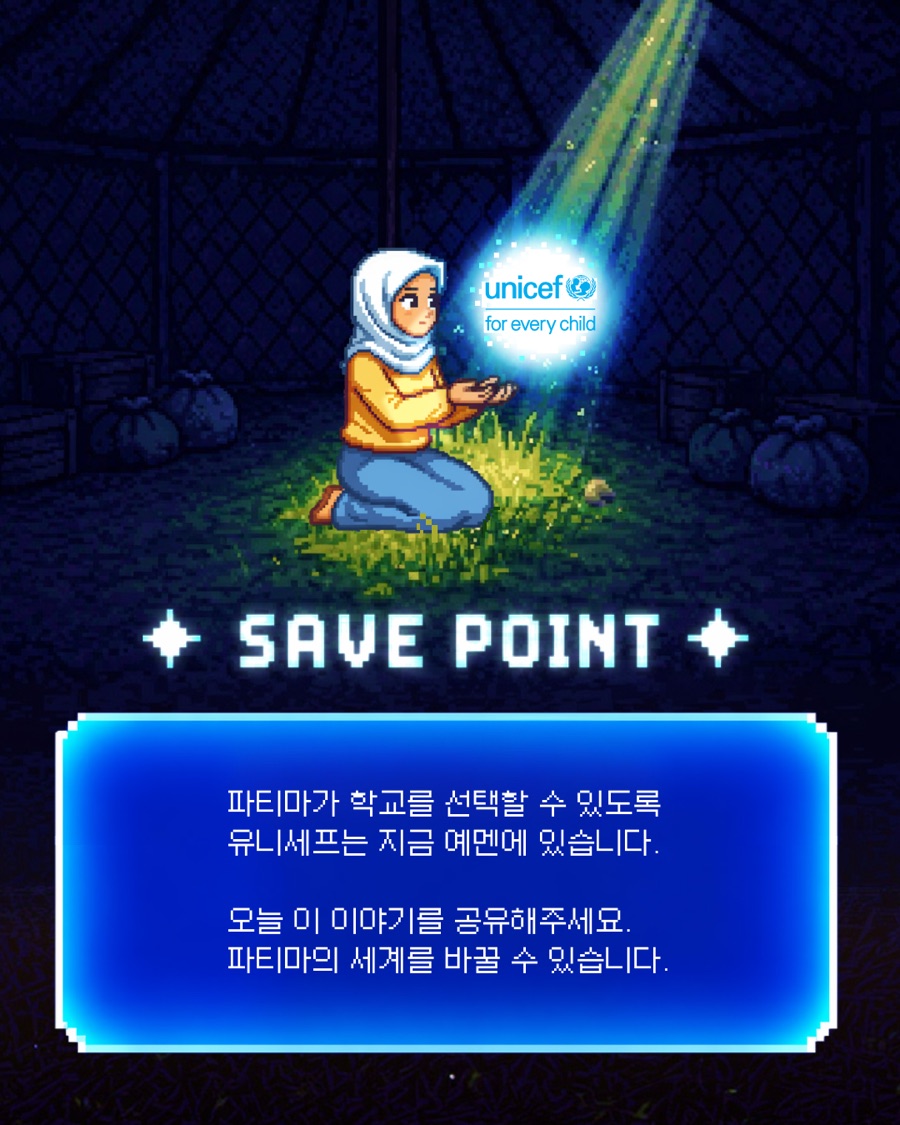 unicef
for every child
SAVE POINT
파티마가 학교를 선택할 수 있도록
유니세프는 지금 예멘에 있습니다.
오늘 이 이야기를 공유해주세요.
파티마의 세계를 바꿀 수 있습니다.